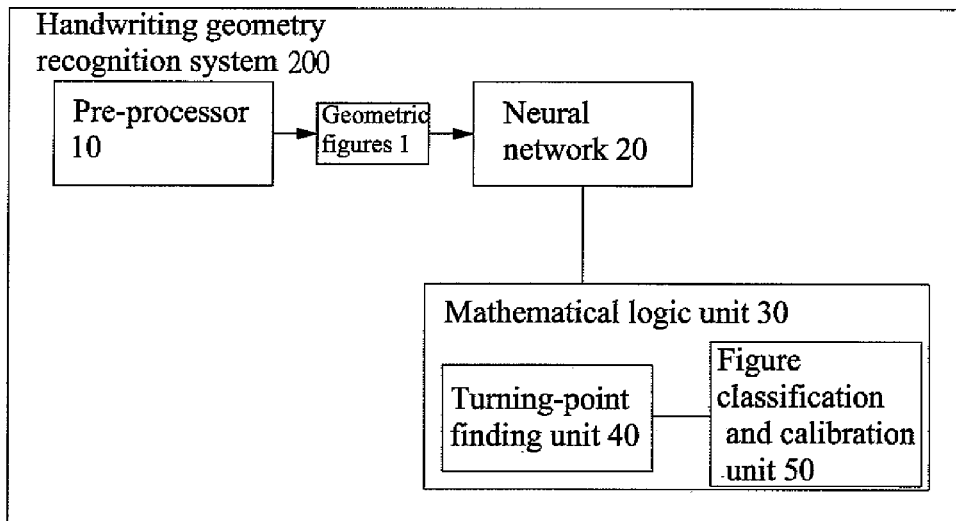 Handwriting geometry
recognition system 200
Pre-processor
10
Geometric
figures 1
Neural
network 20
Mathematical logic unit 30
Turning-point
finding unit 40
Figure
classification
and calibration
unit 50